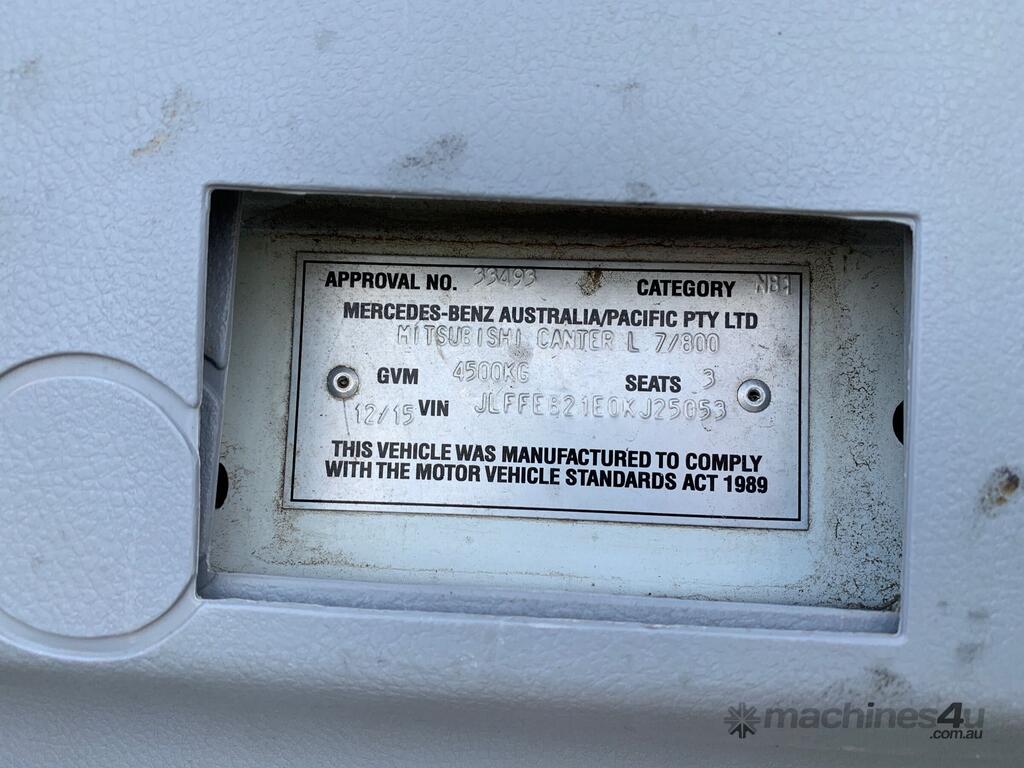 APPROVAL NO. 33493 CATEGORY NB1
MERCEDES-BENZ AUSTRALIA/PACIFIC PTY LTD
MITSUBISHI CANTER L 7/800
GVM 4500KG SEATS 3
12/15 VIN JLFFEB21E0KJ25053
THIS VEHICLE WAS MANUFACTURED TO COMPLY
WITH THE MOTOR VEHICLE STANDARDS ACT 1989
machines4u
.com.au